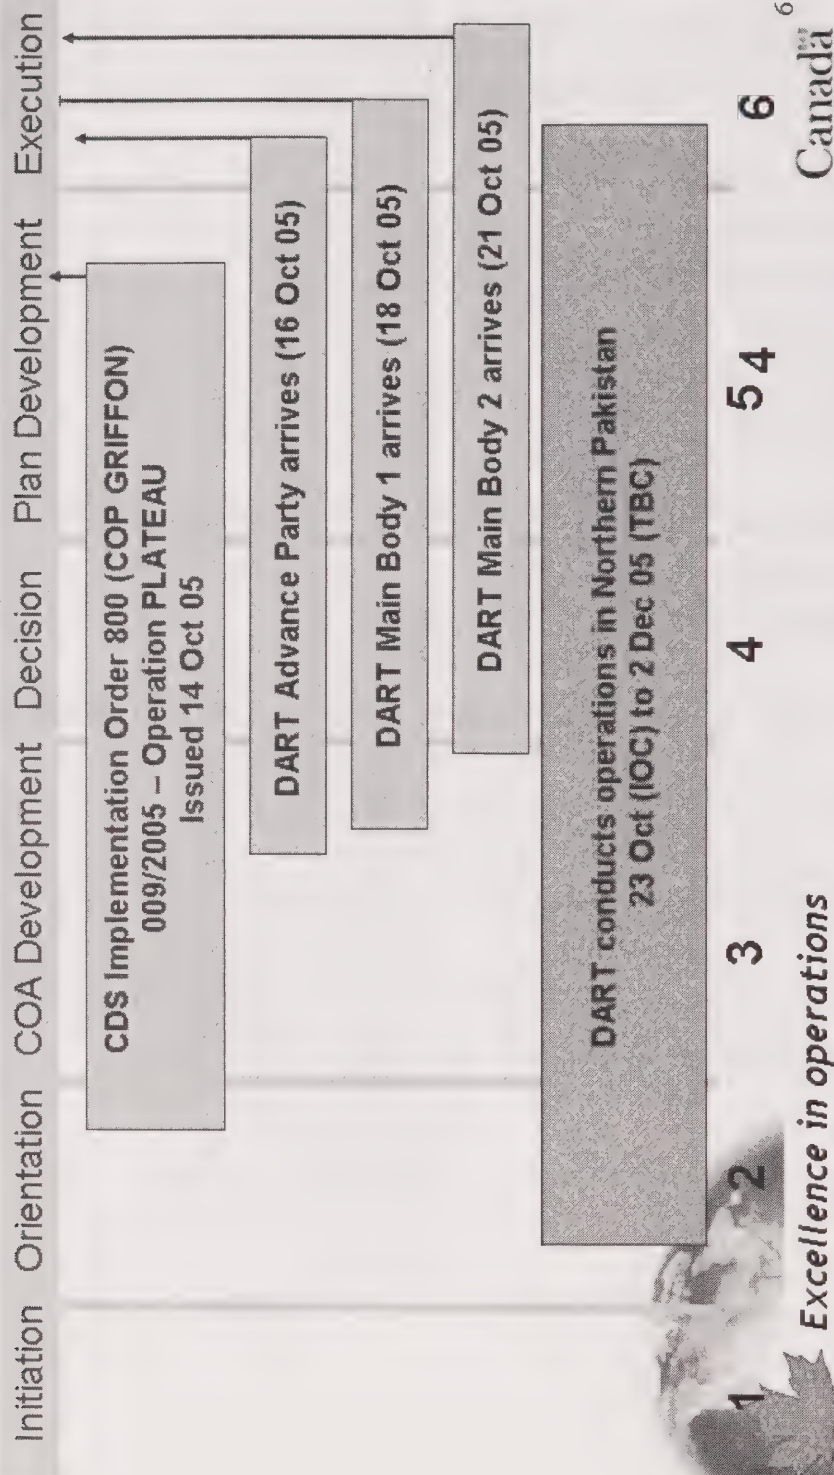 Initiation Orientation COA Development Decision Plan Development Execution
CDS Implementation Order 800 (COP GRIFFON)
009/2005 – Operation PLATEAU
Issued 14 Oct 05
DART Advance Party arrives (16 Oct 05)
DART Main Body 1 arrives (18 Oct 05)
DART Main Body 2 arrives (21 Oct 05)
DART conducts operations in Northern Pakistan
23 Oct (IOC) to 2 Dec 05 (TBC)
1 2 3 4 5 4 6
Excellence in operations
Canada
6